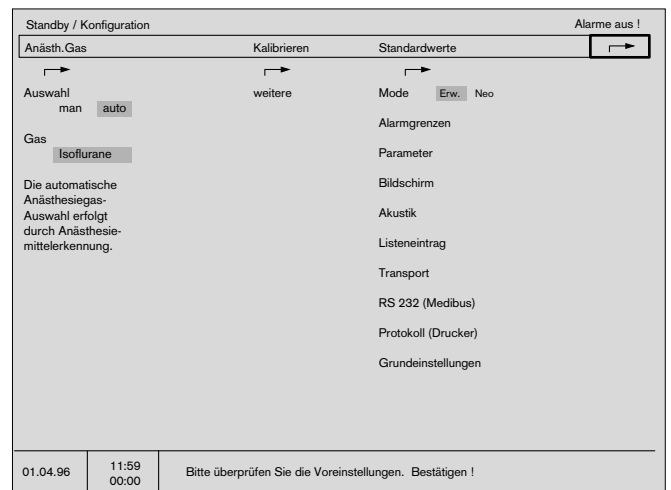 Standby / Konfiguration Alarme aus !
Anästh.Gas Kalibrieren Standardwerte
Auswahl weitere Mode Erw. Neo
man auto
Alarmgrenzen
Gas
Isoflurane Parameter
Die automatische Bildschirm
Anästhesiegas-
Auswahl erfolgt Akustik
durch Anästhesie-
mittelerkennung. Listeneintrag
Transport
RS 232 (Medibus)
Protokoll (Drucker)
Grundeinstellungen
01.04.96 11:59 Bitte überprüfen Sie die Voreinstellungen. Bestätigen !
00:00